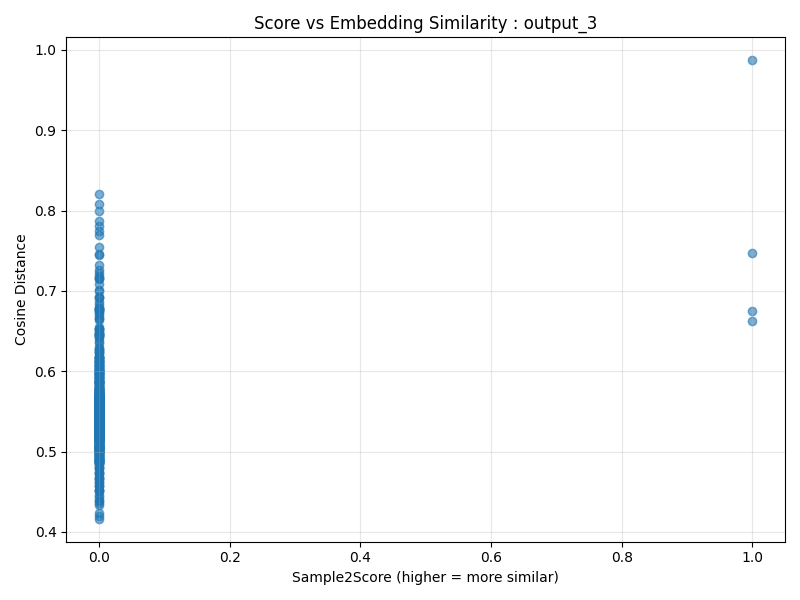 Score vs Embedding Similarity : output_3
Cosine Distance
1.0
0.9
0.8
0.7
0.6
0.5
0.4
0.0 0.2 0.4 0.6 0.8 1.0
Sample2Score (higher = more similar)